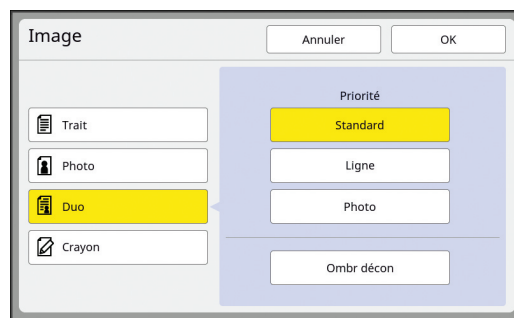 Image
Annuler
OK
Trait
Photo
Duo
Crayon
Priorité
Standard
Ligne
Photo
Ombr décon